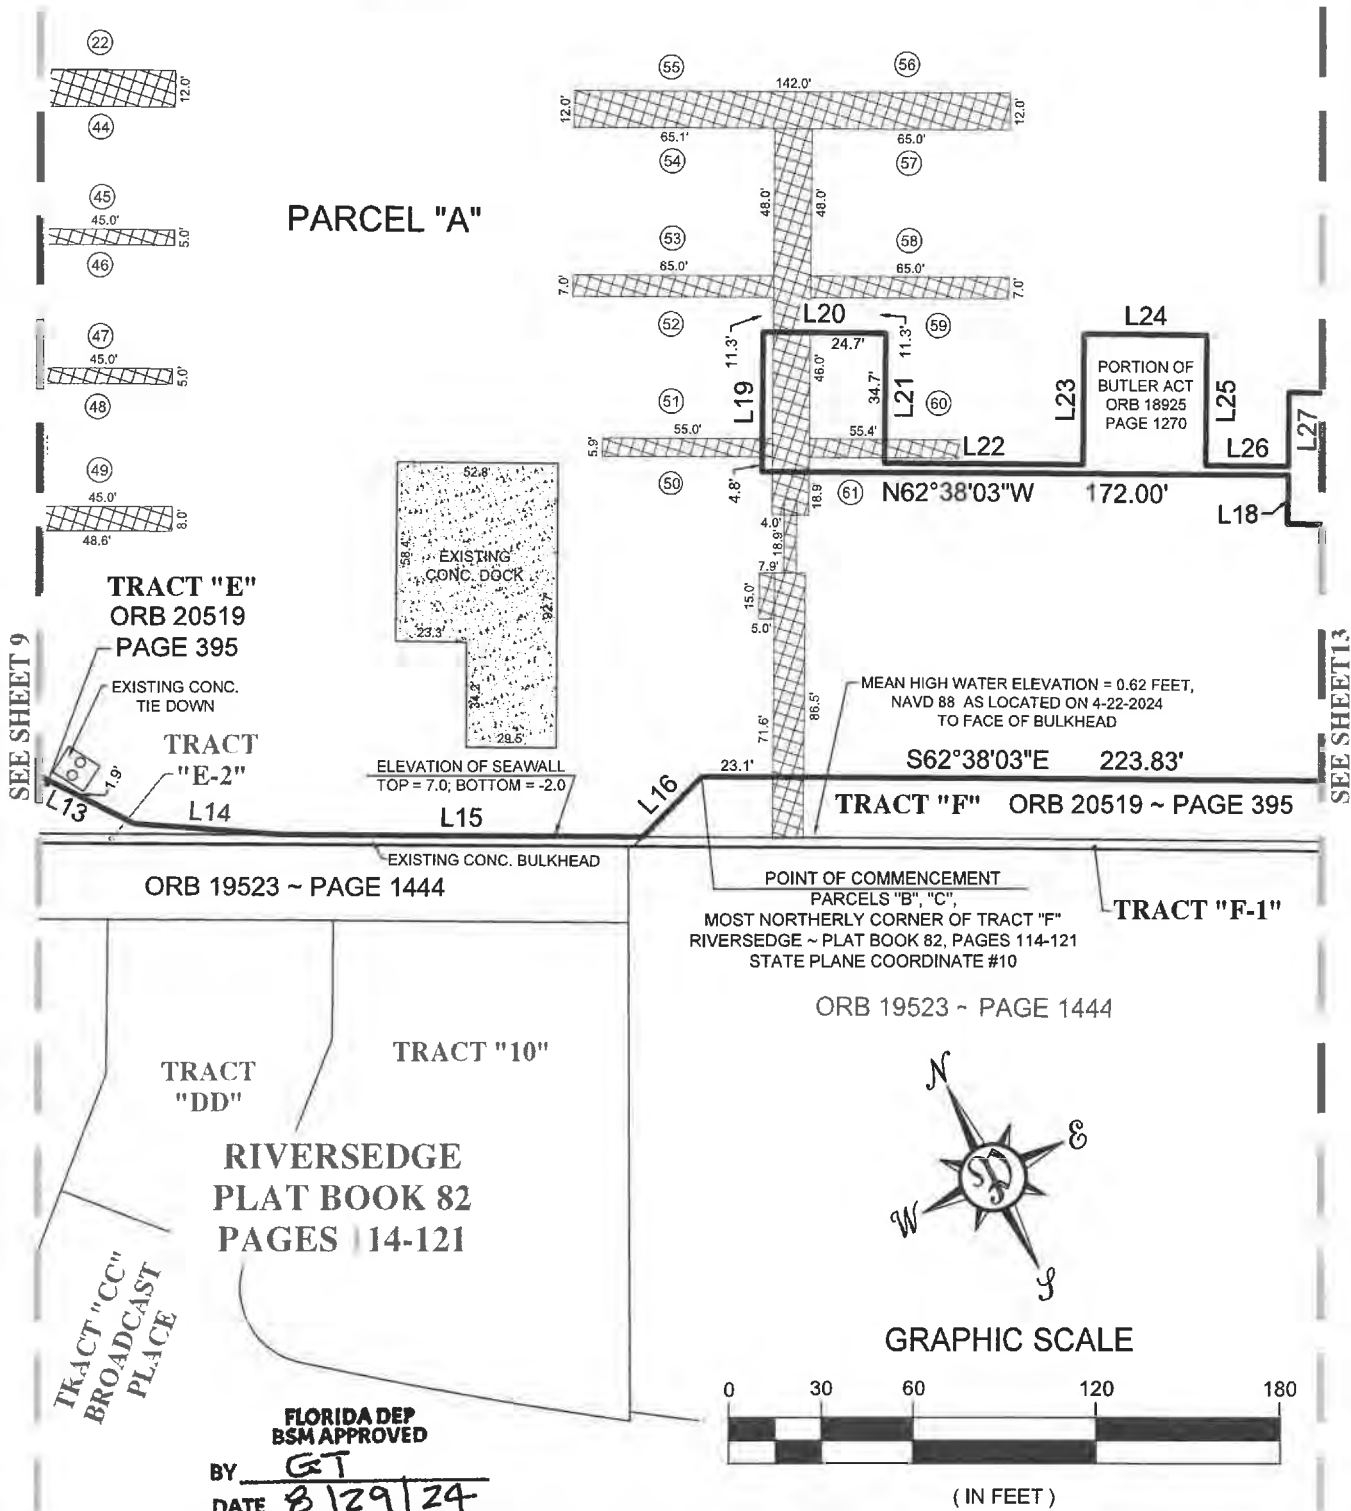 22
12.0'
44
45
45.0'
5.0'
46
47
45.0'
5.0'
48
49
45.0'
8.0'
48.6'
PARCEL "A"
55
142.0'
56
12.0'
12.0'
65.1'
65.0'
54
57
48.0'
48.0'
53
58
65.0'
65.0'
7.0'
7.0'
52
L20
59
11.3'
24.7'
11.3'
46.0'
34.7'
L19
L21
51
60
55.0'
55.4'
5.9'
L22
50
4.8'
18.9'
61
N62°38'03"W 172.00'
L23
L24
PORTION OF
BUTLER ACT
ORB 18925
PAGE 1270
L25
L26
L27
L18
4.0'
18.9'
7.9'
15.0'
5.0'
71.6'
86.5'
52.8'
58.4'
EXISTING
CONC. DOCK
92.7'
23.3'
34.2'
29.5'
TRACT "E"
ORB 20519
PAGE 395
EXISTING CONC.
TIE DOWN
1.9'
TRACT
"E-2"
SEE SHEET 9
SEE SHEET13
MEAN HIGH WATER ELEVATION = 0.62 FEET,
NAVD 88 AS LOCATED ON 4-22-2024
TO FACE OF BULKHEAD
S62°38'03"E 223.83'
ELEVATION OF SEAWALL
TOP = 7.0; BOTTOM = -2.0
L13
L14
L15
L16
23.1'
TRACT "F" ORB 20519 ~ PAGE 395
EXISTING CONC. BULKHEAD
ORB 19523 ~ PAGE 1444
POINT OF COMMENCEMENT
PARCELS "B", "C",
MOST NORTHERLY CORNER OF TRACT "F"
RIVERSEDGE ~ PLAT BOOK 82, PAGES 114-121
STATE PLANE COORDINATE #10
TRACT "F-1"
ORB 19523 ~ PAGE 1444
TRACT
"DD"
TRACT "10"
RIVERSEDGE
PLAT BOOK 82
PAGES 114-121
TRACT "CC"
BROADCAST
PLACE
N
E
W
S
GRAPHIC SCALE
0 30 60 120 180
( IN FEET )
FLORIDA DEP
BSM APPROVED
BY GT
DATE 8/29/24